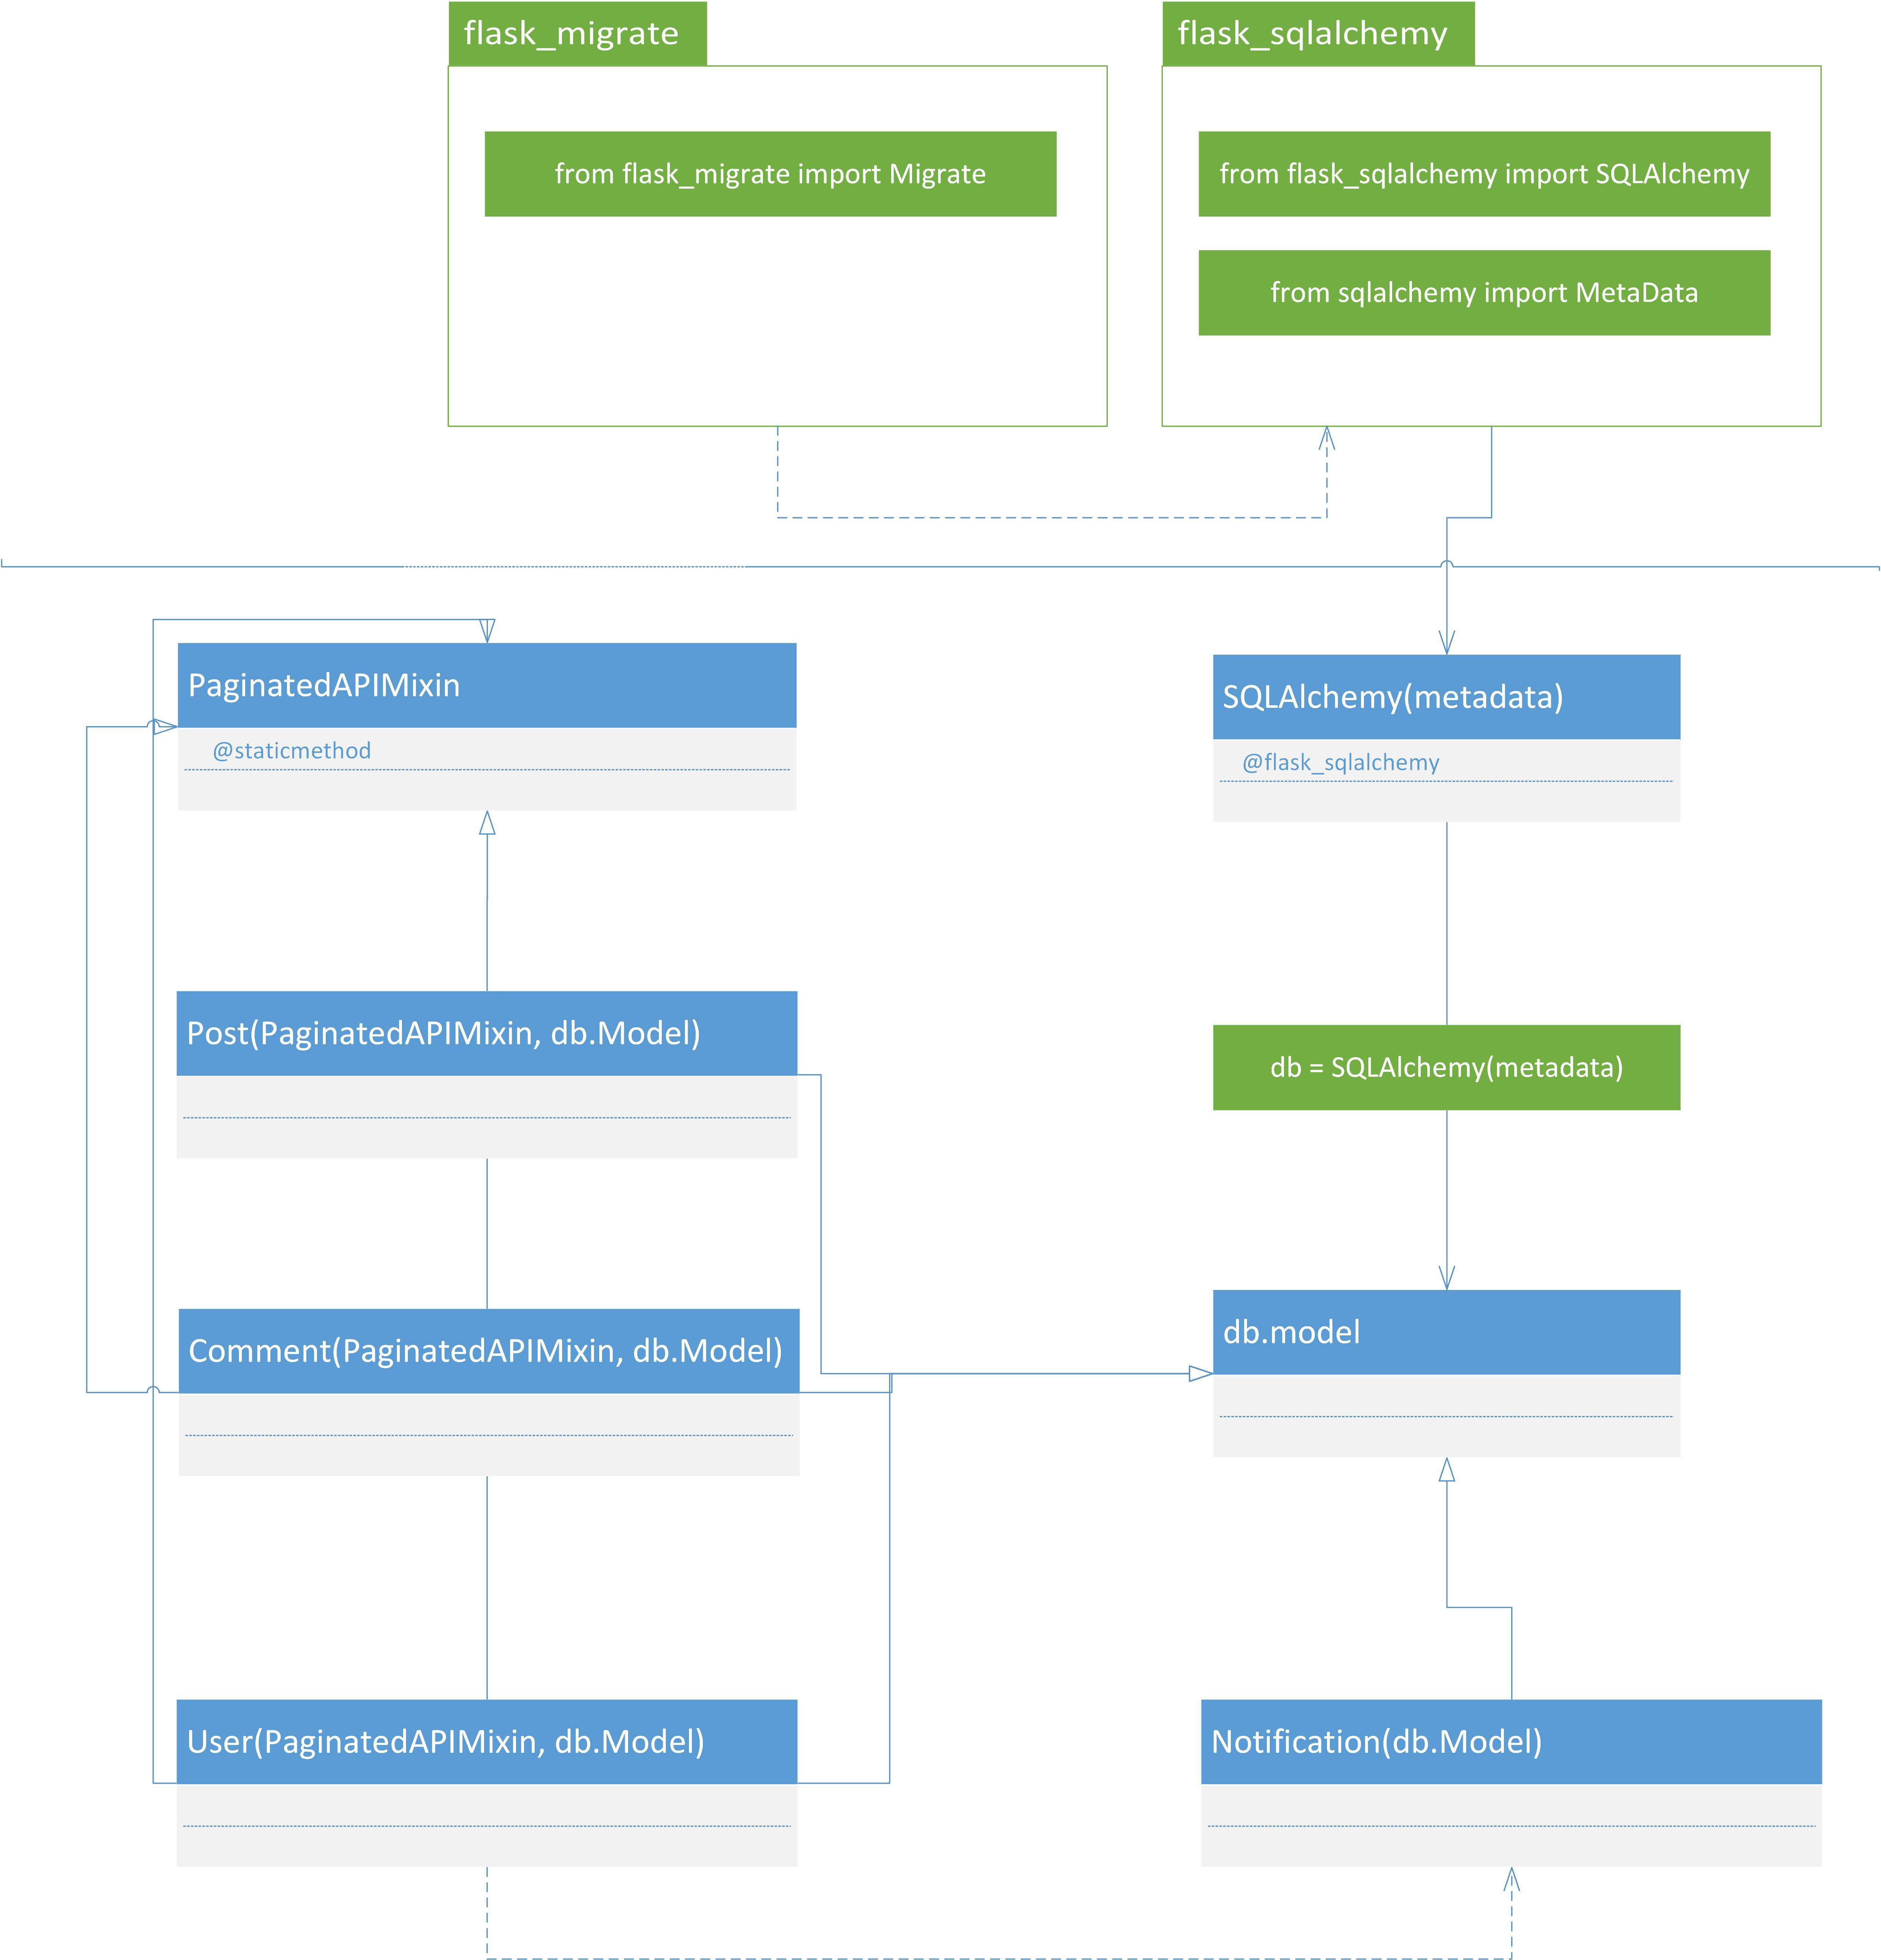 flask_migrate
from flask_migrate import Migrate
flask_sqlalchemy
from flask_sqlalchemy import SQLAlchemy
from sqlalchemy import MetaData
PaginatedAPIMixin
@staticmethod
SQLAlchemy(metadata)
@flask_sqlalchemy
Post(PaginatedAPIMixin, db.Model)
db = SQLAlchemy(metadata)
Comment(PaginatedAPIMixin, db.Model)
db.model
User(PaginatedAPIMixin, db.Model)
Notification(db.Model)